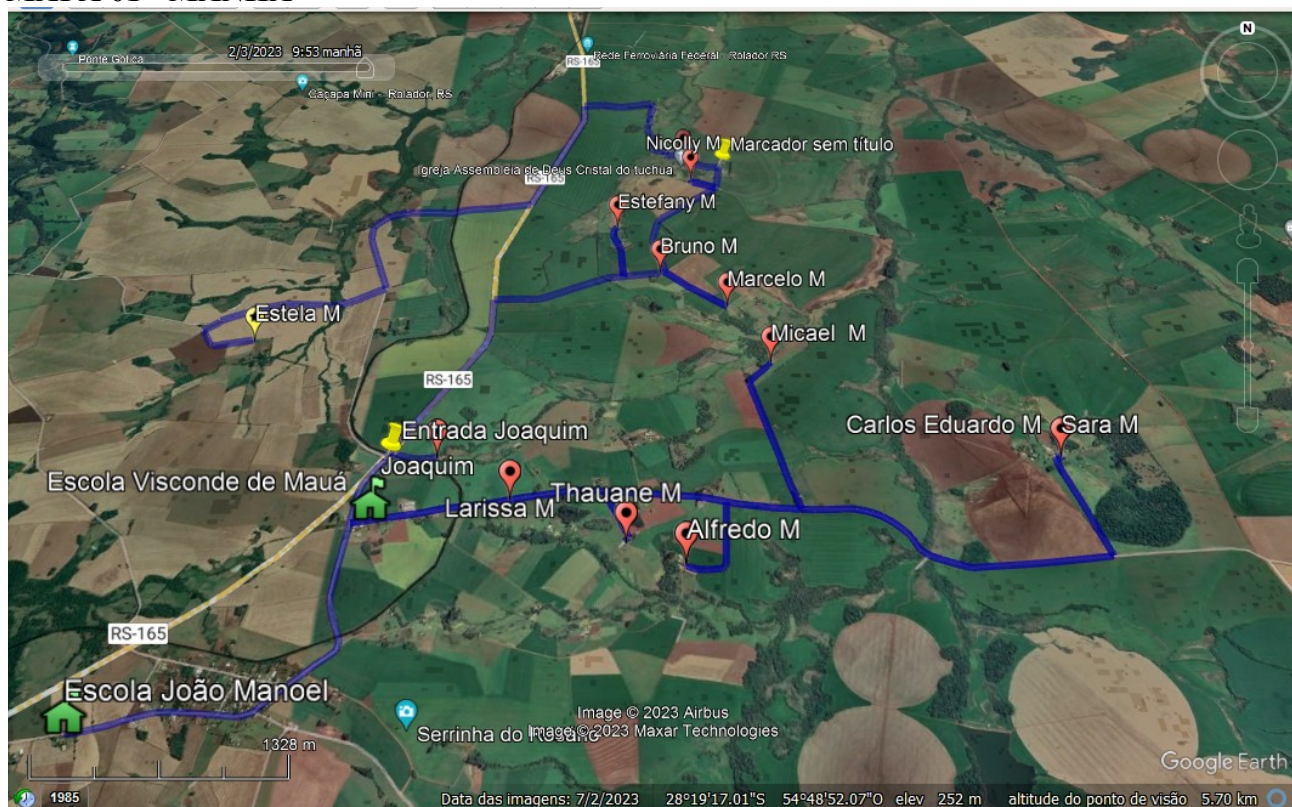 2/3/2023 9:53 manhã
Ponte Gótica
Rede Ferroviária Federal - Rolador RS
RS-165
Caçapa Mini - Rolador, RS
N
Nicolly M
Marcador sem título
Igreja Assembleia de Deus Cristal do tuchua
RS-165
Estefany M
Bruno M
Marcelo M
Estela M
Micael M
RS-165
Carlos Eduardo M
Sara M
Entrada Joaquim
Joaquim
Escola Visconde de Mauá
Larissa M
Thauane M
Alfredo M
RS-165
Escola João Manoel
Serrinha do Rosário
Image © 2023 Airbus
Image © 2023 Maxar Technologies
1328 m
Google Earth
1985
Data das imagens: 7/2/2023 28°19'17.01"S 54°48'52.07"O elev 252 m altitude do ponto de visão 5.70 km